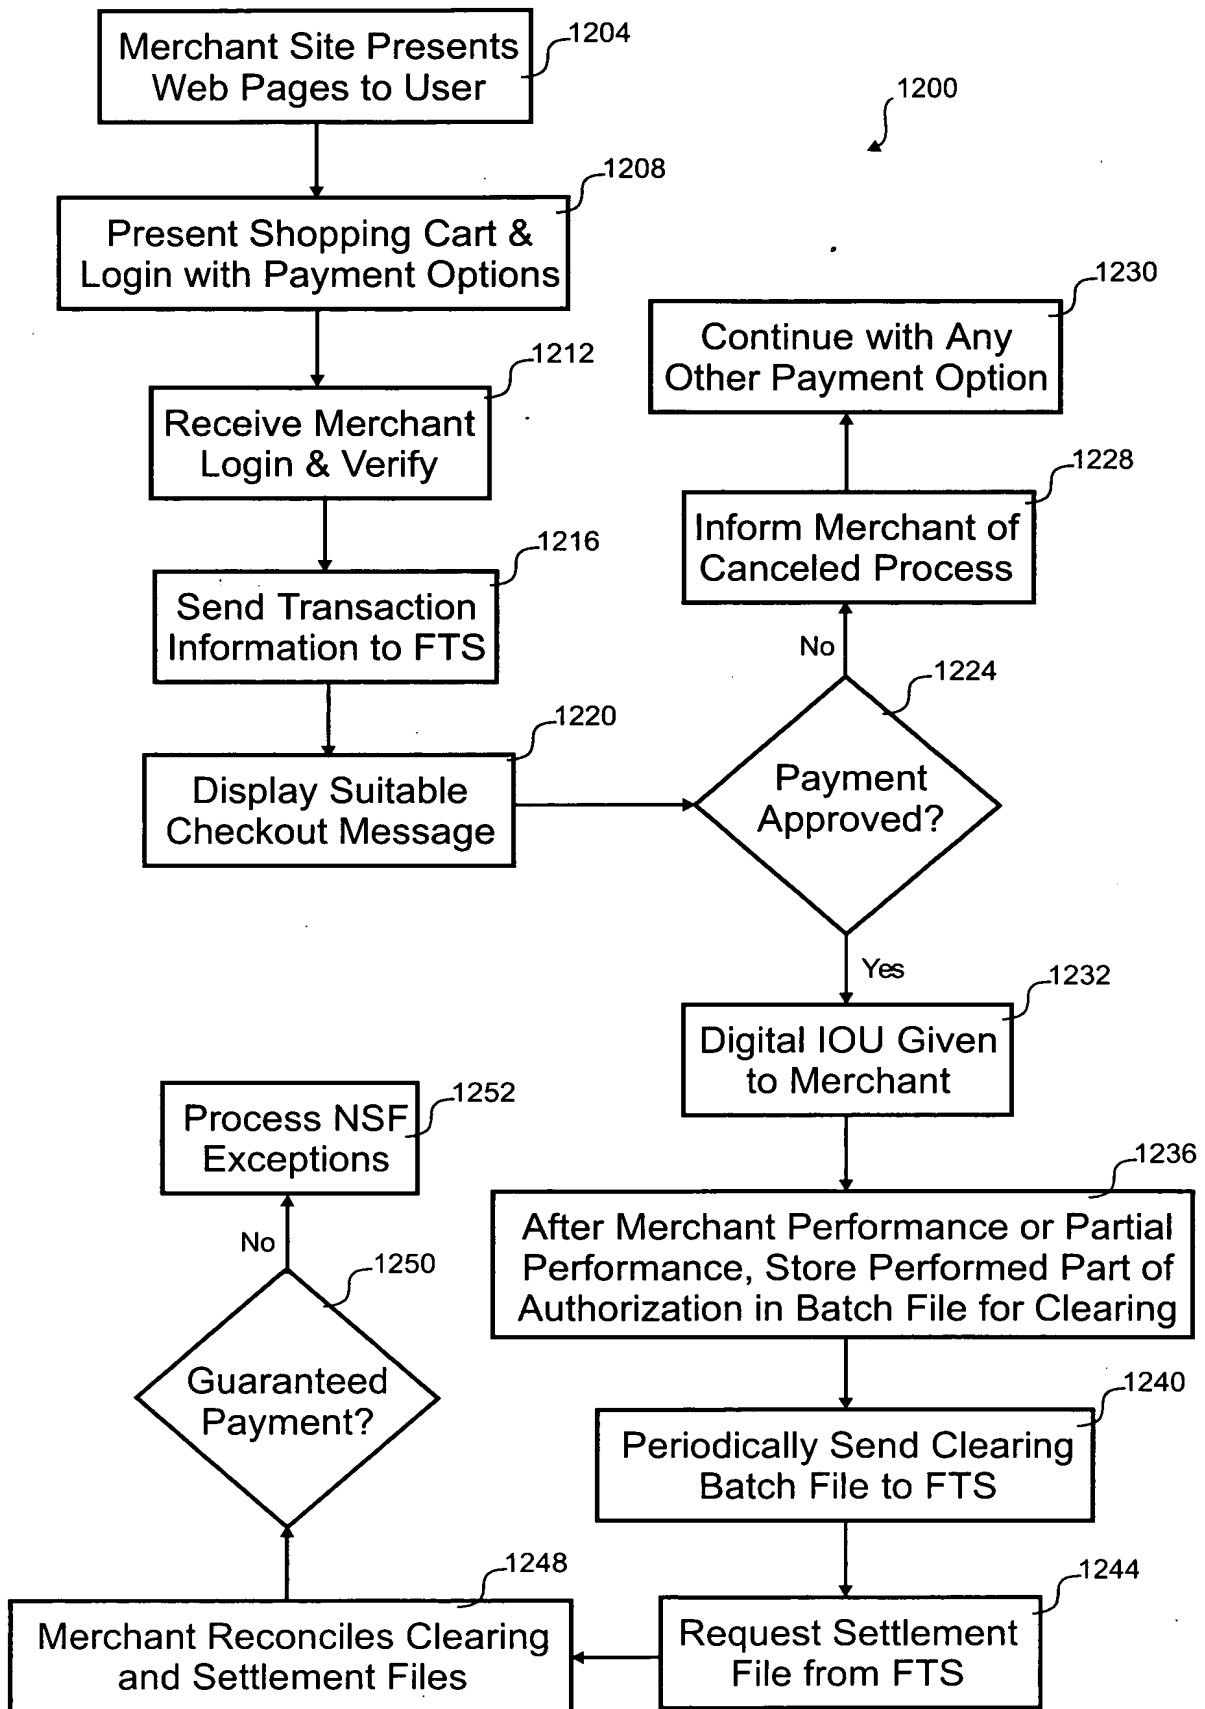 Merchant Site Presents
Web Pages to User
1204
1200
Present Shopping Cart &
Login with Payment Options
1208
Receive Merchant
Login & Verify
1212
Send Transaction
Information to FTS
1216
Display Suitable
Checkout Message
1220
Payment
Approved?
1224
No
Inform Merchant of
Canceled Process
1228
Continue with Any
Other Payment Option
1230
Yes
Digital IOU Given
to Merchant
1232
After Merchant Performance or Partial
Performance, Store Performed Part of
Authorization in Batch File for Clearing
1236
Periodically Send Clearing
Batch File to FTS
1240
Request Settlement
File from FTS
1244
Merchant Reconciles Clearing
and Settlement Files
1248
Guaranteed
Payment?
1250
No
Process NSF
Exceptions
1252